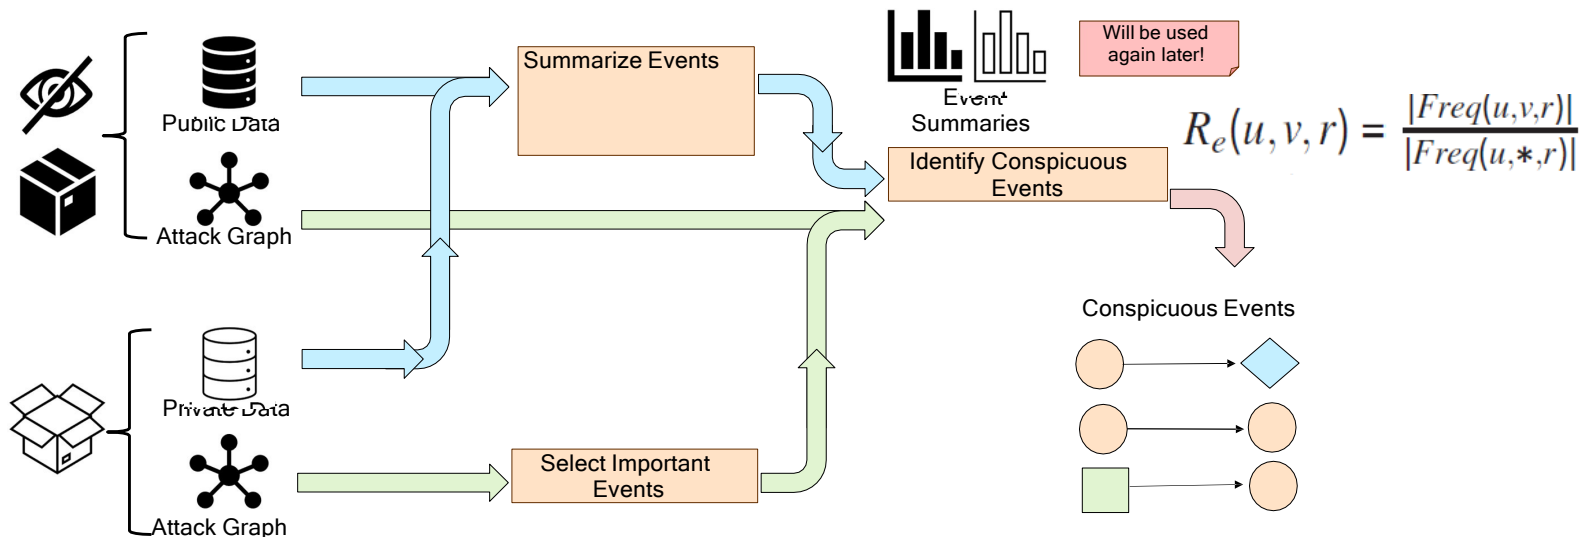 Public Data
Attack Graph
Private Data
Attack Graph
Summarize Events
Select Important
Events
Event
Summaries
Will be used
again later!
Identify Conspicuous
Events
R_e(u,v,r) = |Freq(u,v,r)| / |Freq(u,*,r)|
Conspicuous Events